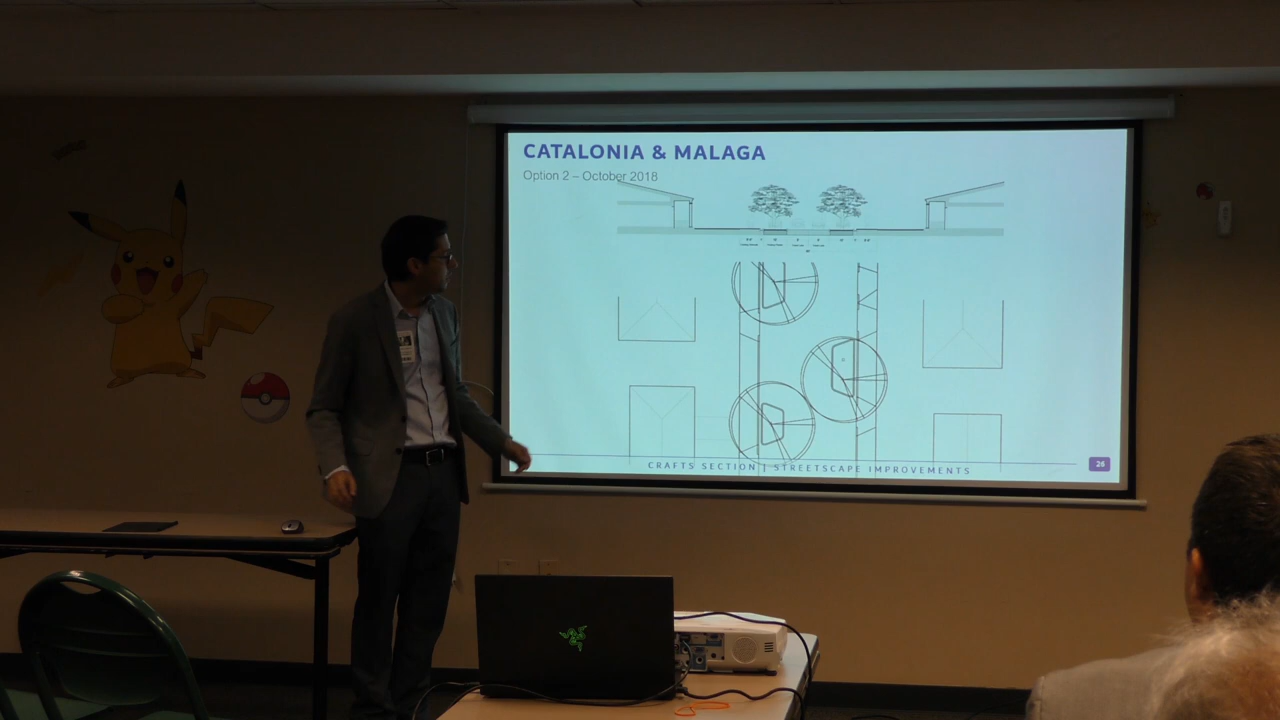 CATALONIA & MALAGA
Option 2 – October 2018
CRAFTS SECTION | STREETSCAPE IMPROVEMENTS
26